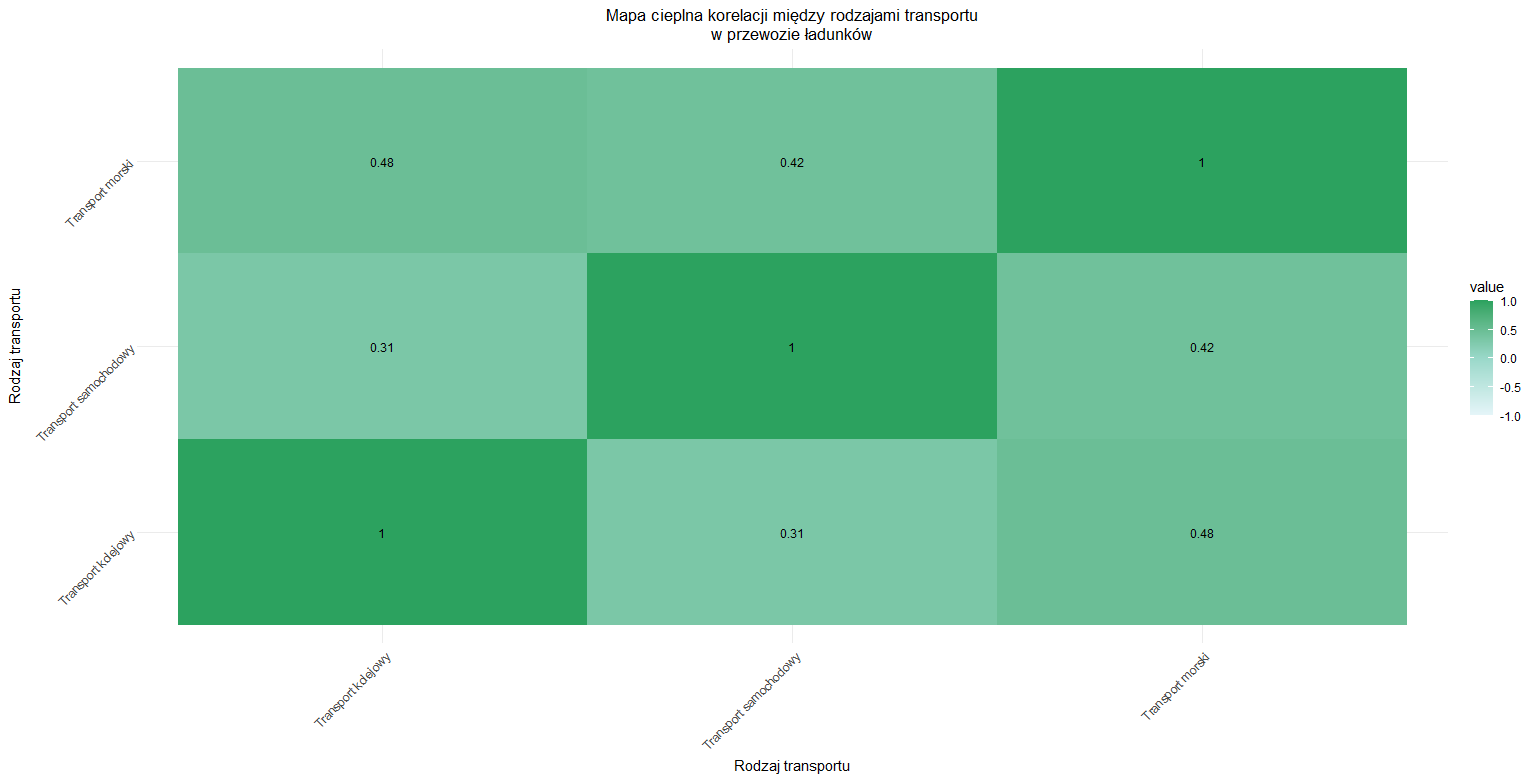 Mapa cieplna korelacji między rodzajami transportu
w przewozie ładunków
Rodzaj transportu
Transport morski
0.48
0.42
1
Transport samochodowy
0.31
1
0.42
Transport kolejowy
1
0.31
0.48
Transport kolejowy
Transport samochodowy
Transport morski
Rodzaj transportu
value
1.0
0.5
0.0
-0.5
-1.0